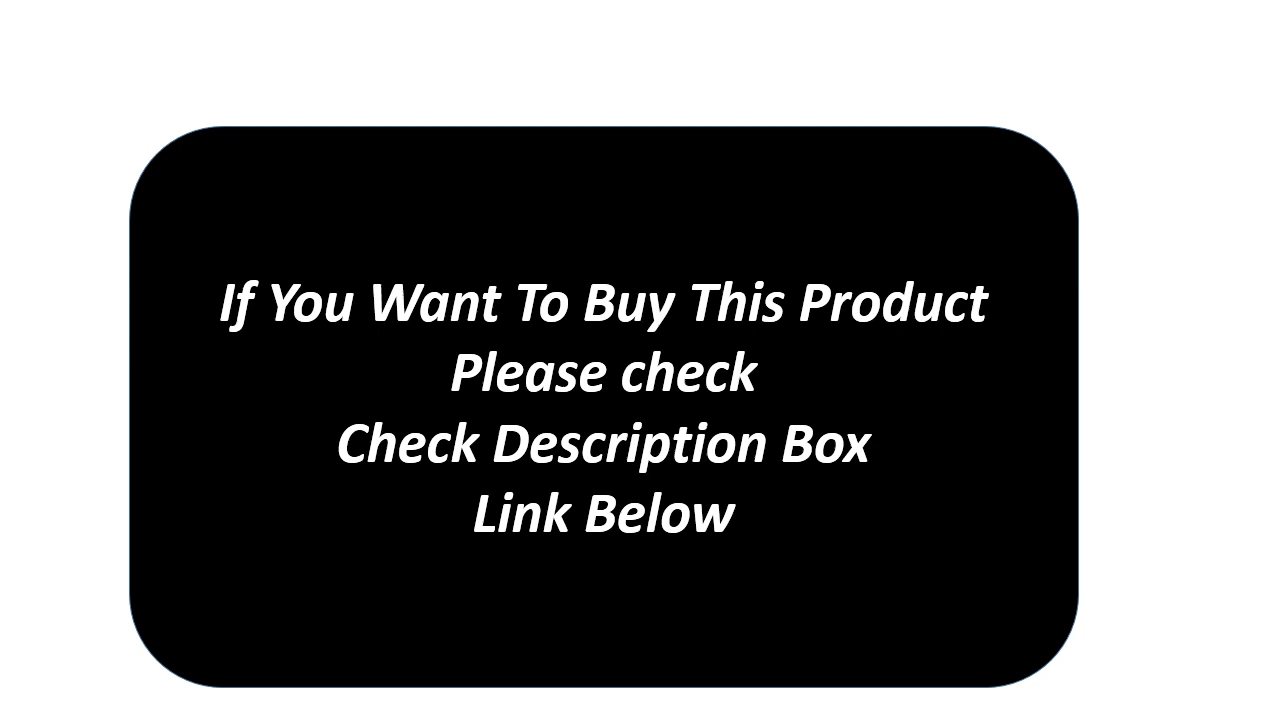 If You Want To Buy This Product
Please check
Check Description Box
Link Below